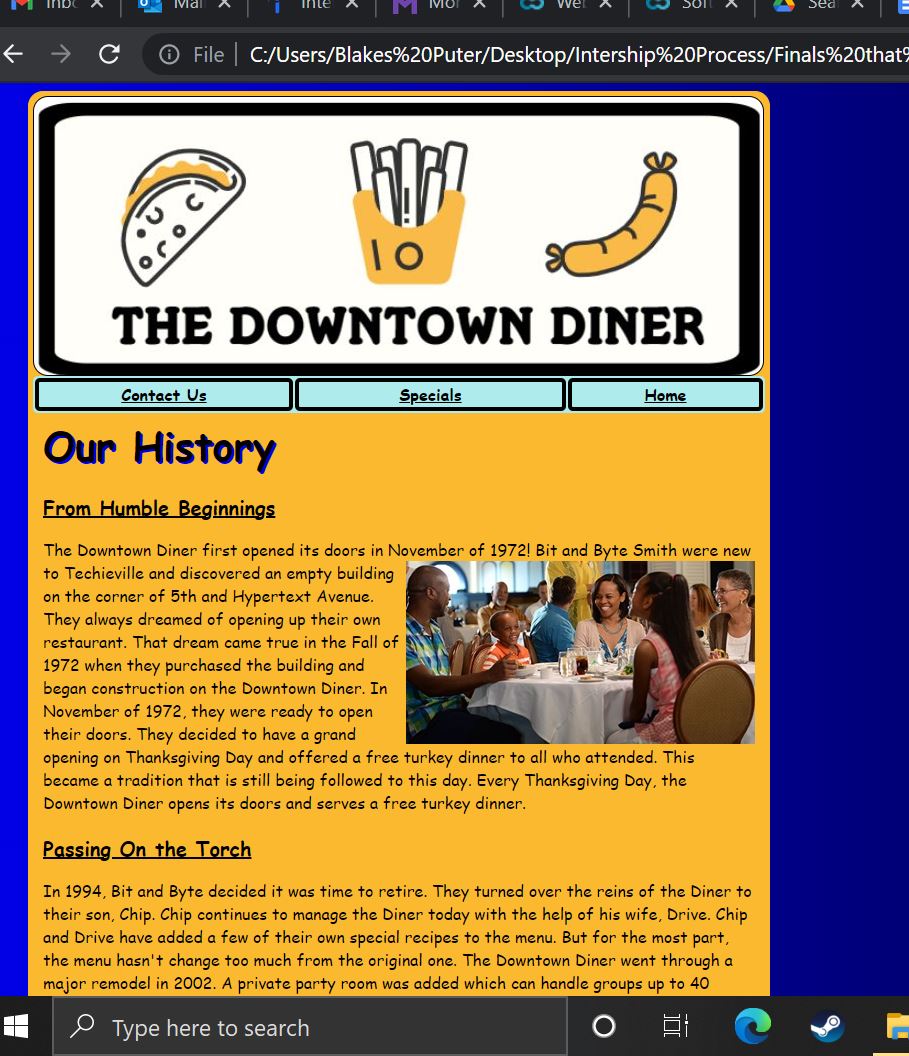 Inbo
Mail
Inte
Mor
Wel
Soft
Sea
File
C:/Users/Blakes%20Puter/Desktop/Intership%20Process/Finals%20that%
THE DOWNTOWN DINER
Contact Us
Specials
Home
Our History
From Humble Beginnings
The Downtown Diner first opened its doors in November of 1972! Bit and Byte Smith were new
to Techieville and discovered an empty building
on the corner of 5th and Hypertext Avenue.
They always dreamed of opening up their own
restaurant. That dream came true in the Fall of
1972 when they purchased the building and
began construction on the Downtown Diner. In
November of 1972, they were ready to open
their doors. They decided to have a grand
opening on Thanksgiving Day and offered a free turkey dinner to all who attended. This
became a tradition that is still being followed to this day. Every Thanksgiving Day, the
Downtown Diner opens its doors and serves a free turkey dinner.
Passing On the Torch
In 1994, Bit and Byte decided it was time to retire. They turned over the reins of the Diner to
their son, Chip. Chip continues to manage the Diner today with the help of his wife, Drive. Chip
and Drive have added a few of their own special recipes to the menu. But for the most part,
the menu hasn't change too much from the original one. The Downtown Diner went through a
major remodel in 2002. A private party room was added which can handle groups up to 40
Type here to search